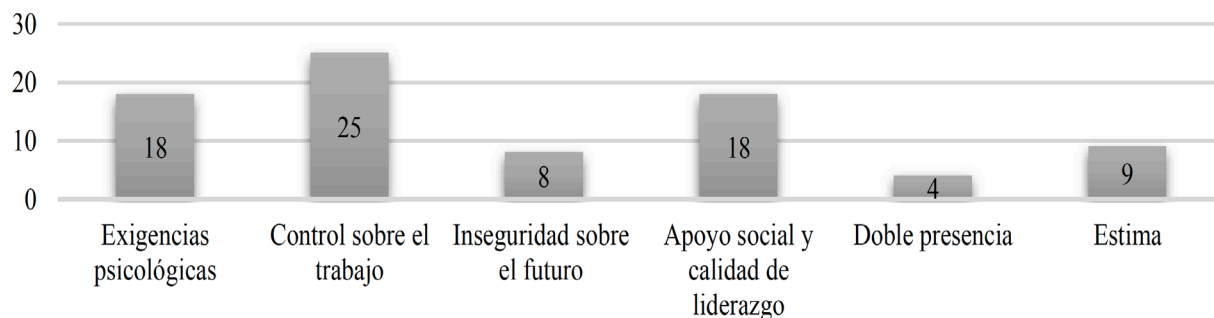 30
20
10
0
18
25
8
18
4
9
Exigencias
psicológicas
Control sobre el
trabajo
Inseguridad sobre
el futuro
Apoyo social y
calidad de
liderazgo
Doble presencia
Estima